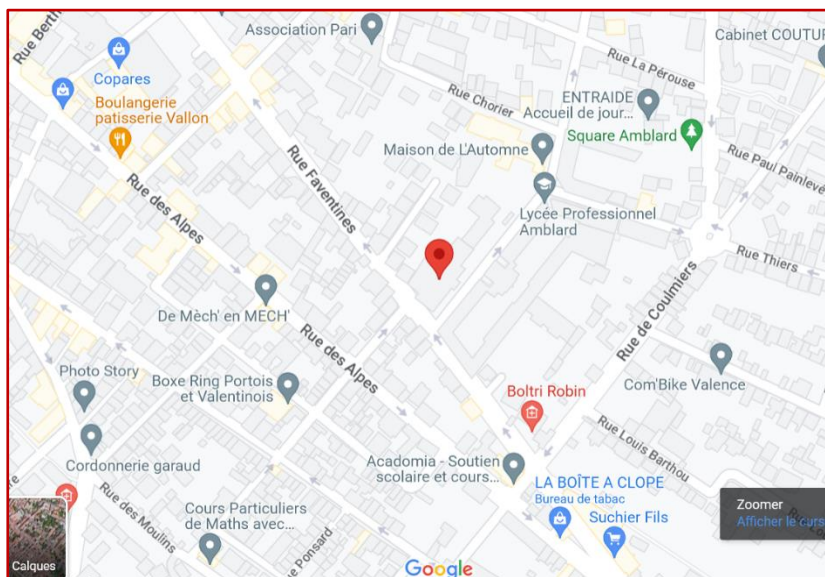 Rue Berth
Association Pari
Cabinet COUTUR
Copares
Rue La Pérouse
Rue Chorier
ENTRAIDE
Accueil de jour...
Boulangerie
patisserie Vallon
Square Amblard
Maison de L'Automne
Rue Faventines
Rue Paul Painlevé
Rue des Alpes
Lycée Professionnel
Amblard
Rue Thiers
De Mèch' en MECH'
Rue de Coulmiers
Rue des Alpes
Photo Story
Boxe Ring Portois
et Valentinois
Com'Bike Valence
Boltri Robin
Rue Louis Barthou
Cordonnerie garaud
Acadomia - Soutien
scolaire et cours...
LA BOÎTE A CLOPE
Bureau de tabac
Rue des Moulins
Cours Particuliers
de Maths avec...
Rue Ponsard
Suchier Fils
Zoomer
Afficher le curs
Calques
Google